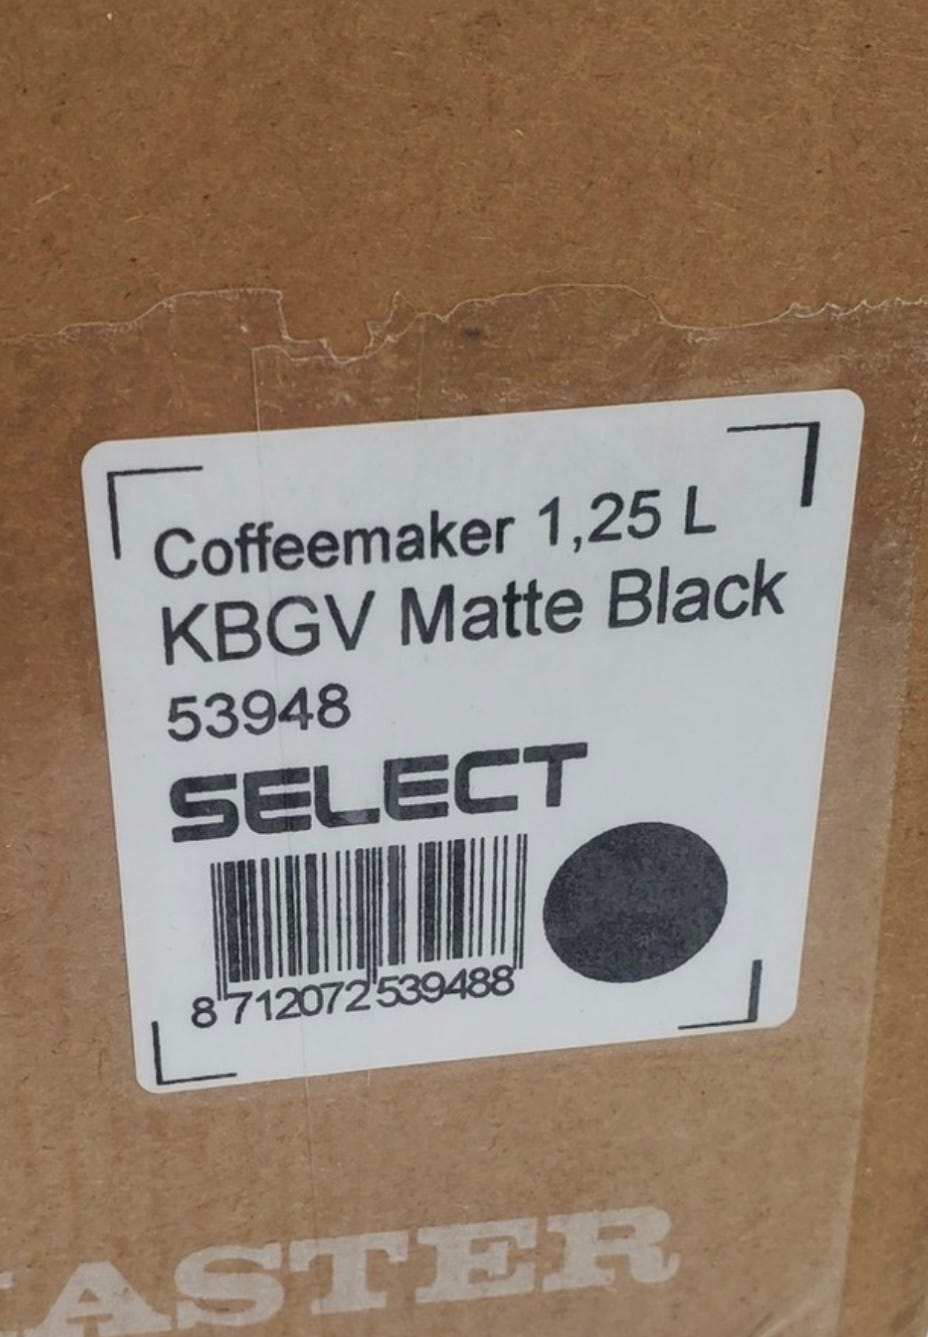 Coffeemaker 1,25 L
KBGV Matte Black
53948
SELECT
8 712072 539488
ASTER